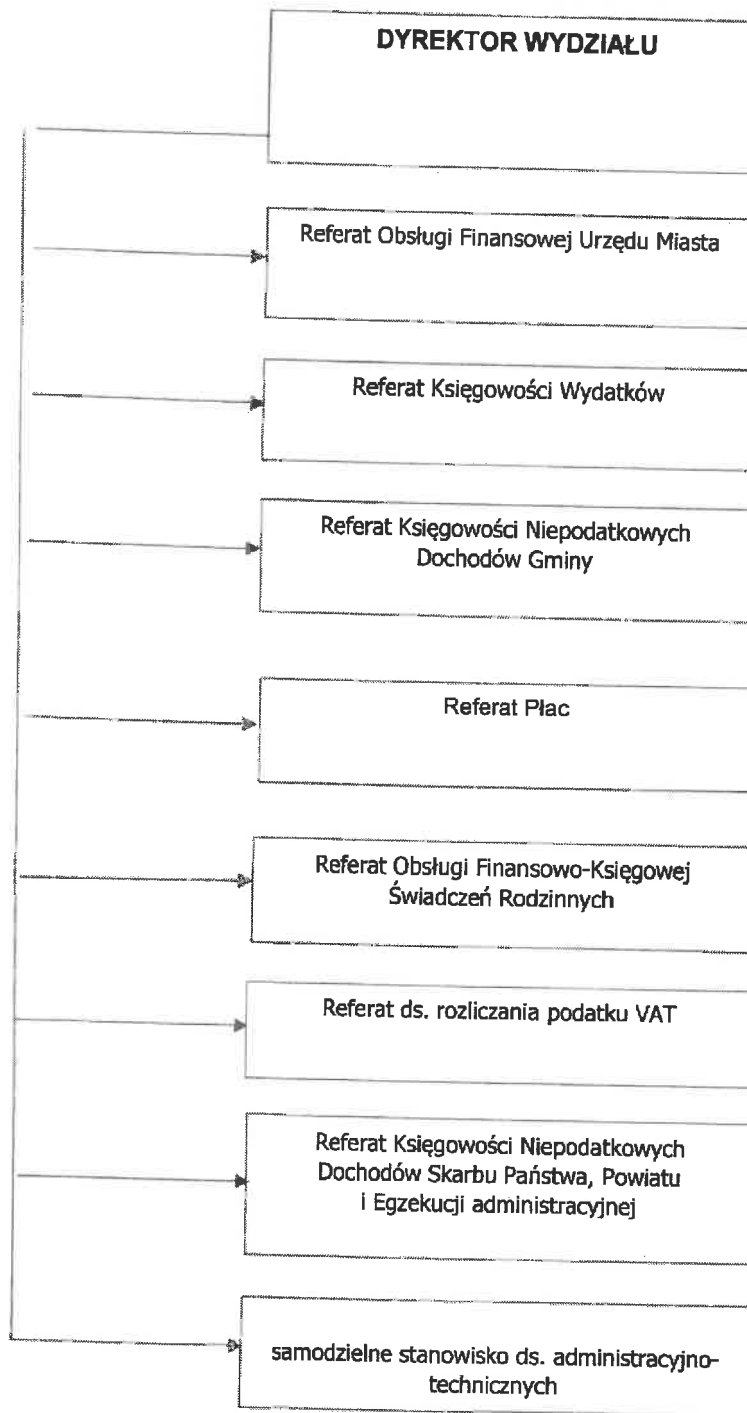 DYREKTOR WYDZIAŁU
Referat Obsługi Finansowej Urzędu Miasta
Referat Księgowości Wydatków
Referat Księgowości Niepodatkowych
Dochodów Gminy
Referat Płac
Referat Obsługi Finansowo-Księgowej
Świadczeń Rodzinnych
Referat ds. rozliczania podatku VAT
Referat Księgowości Niepodatkowych
Dochodów Skarbu Państwa, Powiatu
i Egzekucji administracyjnej
samodzielne stanowisko ds. administracyjno-
technicznych